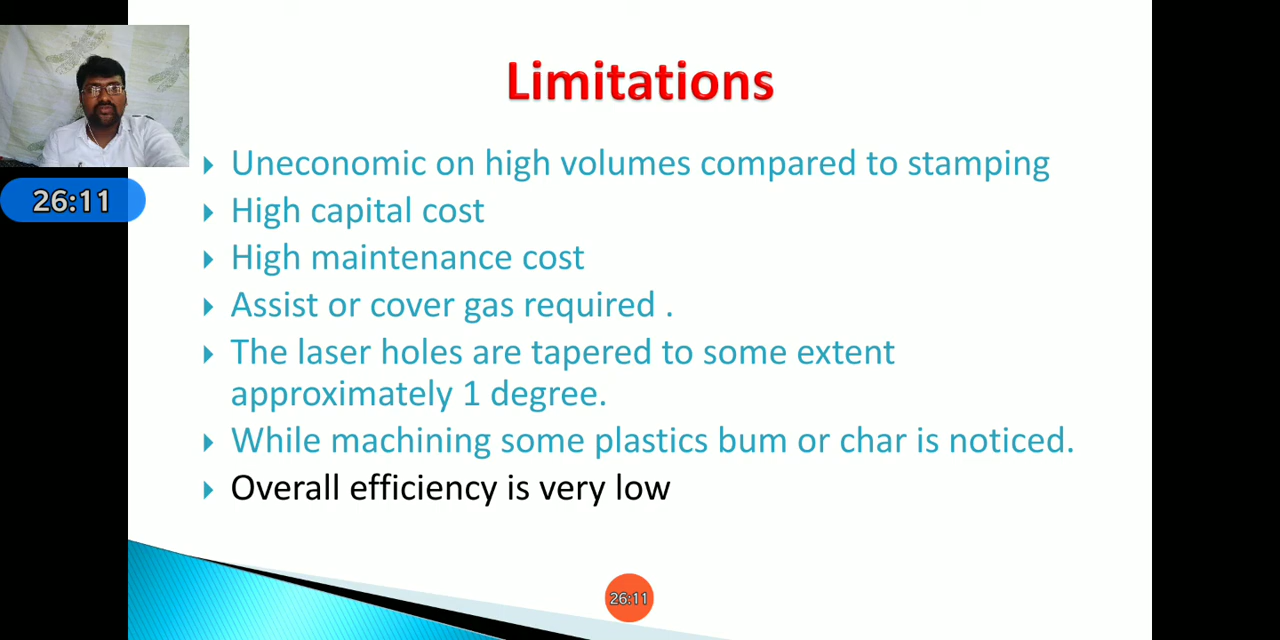 Limitations
26:11
Uneconomic on high volumes compared to stamping
High capital cost
High maintenance cost
Assist or cover gas required .
The laser holes are tapered to some extent
approximately 1 degree.
While machining some plastics bum or char is noticed.
Overall efficiency is very low
26:11